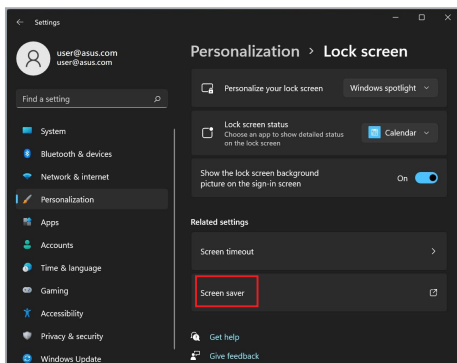 Settings
user@asus.com
user@asus.com
Find a setting
System
Bluetooth & devices
Network & internet
Personalization
Apps
Accounts
Time & language
Gaming
Accessibility
Privacy & security
Windows Update
Personalization > Lock screen
Personalize your lock screen
Windows spotlight
Lock screen status
Choose an app to show detailed status
on the lock screen
Calendar
Show the lock screen background
picture on the sign-in screen
On
Related settings
Screen timeout
Screen saver
Get help
Give feedback